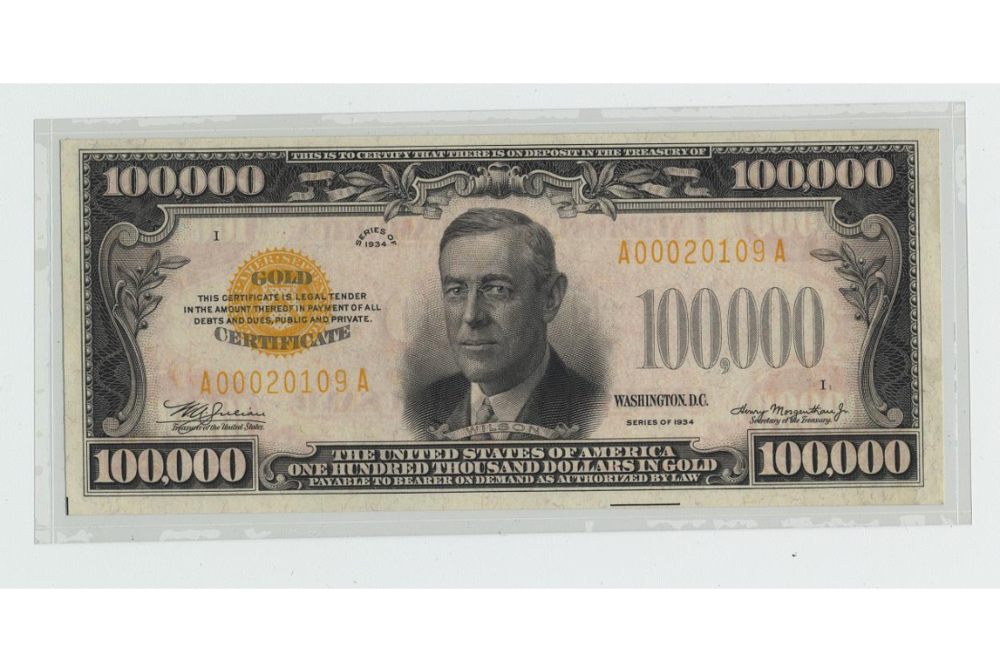 THIS IS TO CERTIFY THAT THERE IS ON DEPOSIT IN THE TREASURY OF
100,000
100,000
I
SERIES OF
1934
A00020109A
GOLD
THIS CERTIFICATE IS LEGAL TENDER
IN THE AMOUNT THEREOF IN PAYMENT OF ALL
DEBTS AND DUES, PUBLIC AND PRIVATE.
CERTIFICATE
100,000
A00020109A
I1
W A Julian
Treasurer of the United States.
WASHINGTON, D.C.
SERIES OF 1934
Henry Morgenthau Jr.
Secretary of the Treasury.
WILSON
100,000
THE UNITED STATES OF AMERICA
ONE HUNDRED THOUSAND DOLLARS IN GOLD
PAYABLE TO BEARER ON DEMAND AS AUTHORIZED BY LAW
100,000